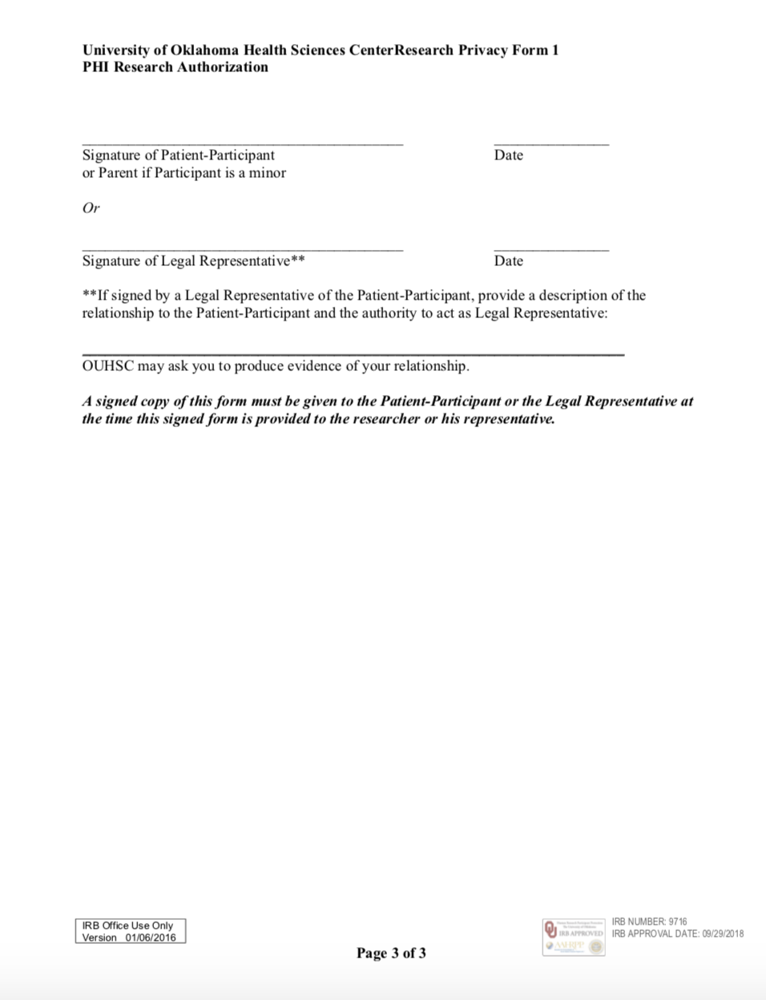 University of Oklahoma Health Sciences CenterResearch Privacy Form 1
PHI Research Authorization
Signature of Patient-Participant
or Parent if Participant is a minor
Date
Or
Signature of Legal Representative**
Date
**If signed by a Legal Representative of the Patient-Participant, provide a description of the
relationship to the Patient-Participant and the authority to act as Legal Representative:
OUHSC may ask you to produce evidence of your relationship.
A signed copy of this form must be given to the Patient-Participant or the Legal Representative at
the time this signed form is provided to the researcher or his representative.
IRB Office Use Only
Version 01/06/2016
IRB APPROVED
AAHRPP
IRB NUMBER: 9716
IRB APPROVAL DATE: 09/29/2018
Page 3 of 3